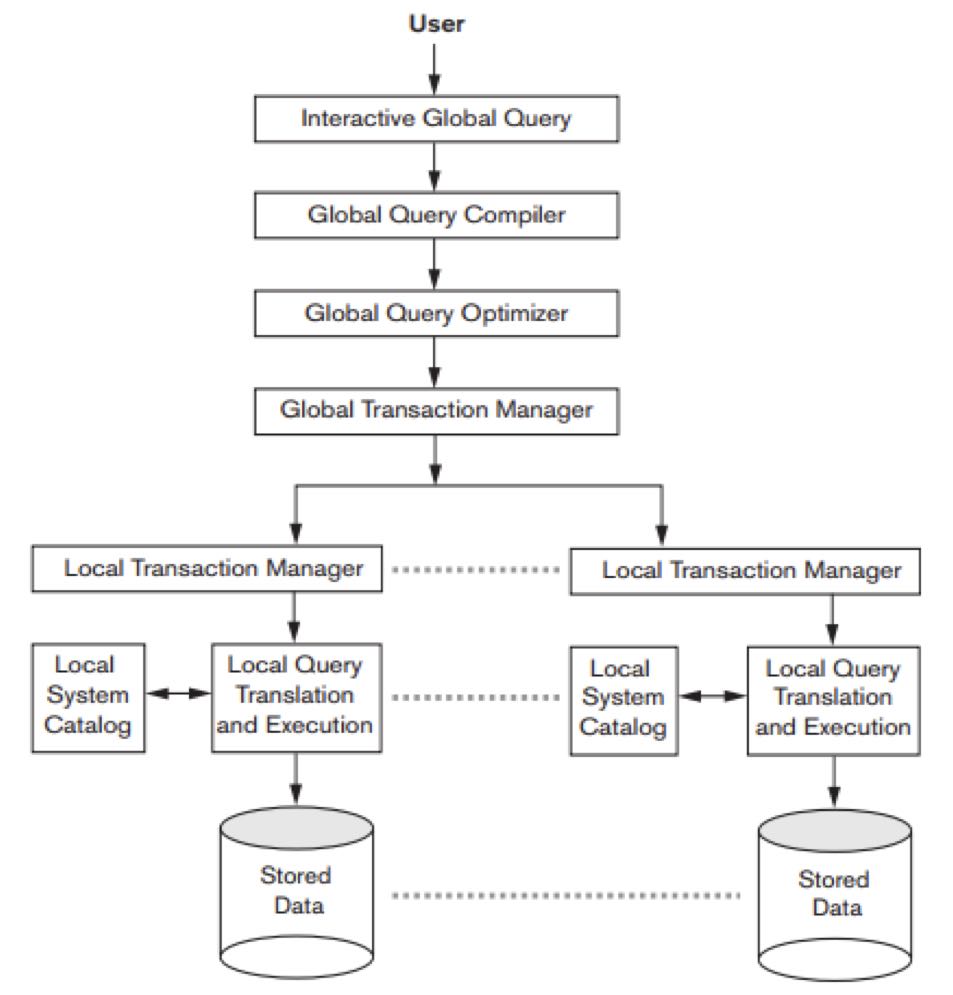 User
Interactive Global Query
Global Query Compiler
Global Query Optimizer
Global Transaction Manager
Local Transaction Manager
Local Transaction Manager
Local
System
Catalog
Local Query
Translation
and Execution
Local
System
Catalog
Local Query
Translation
and Execution
Stored
Data
Stored
Data